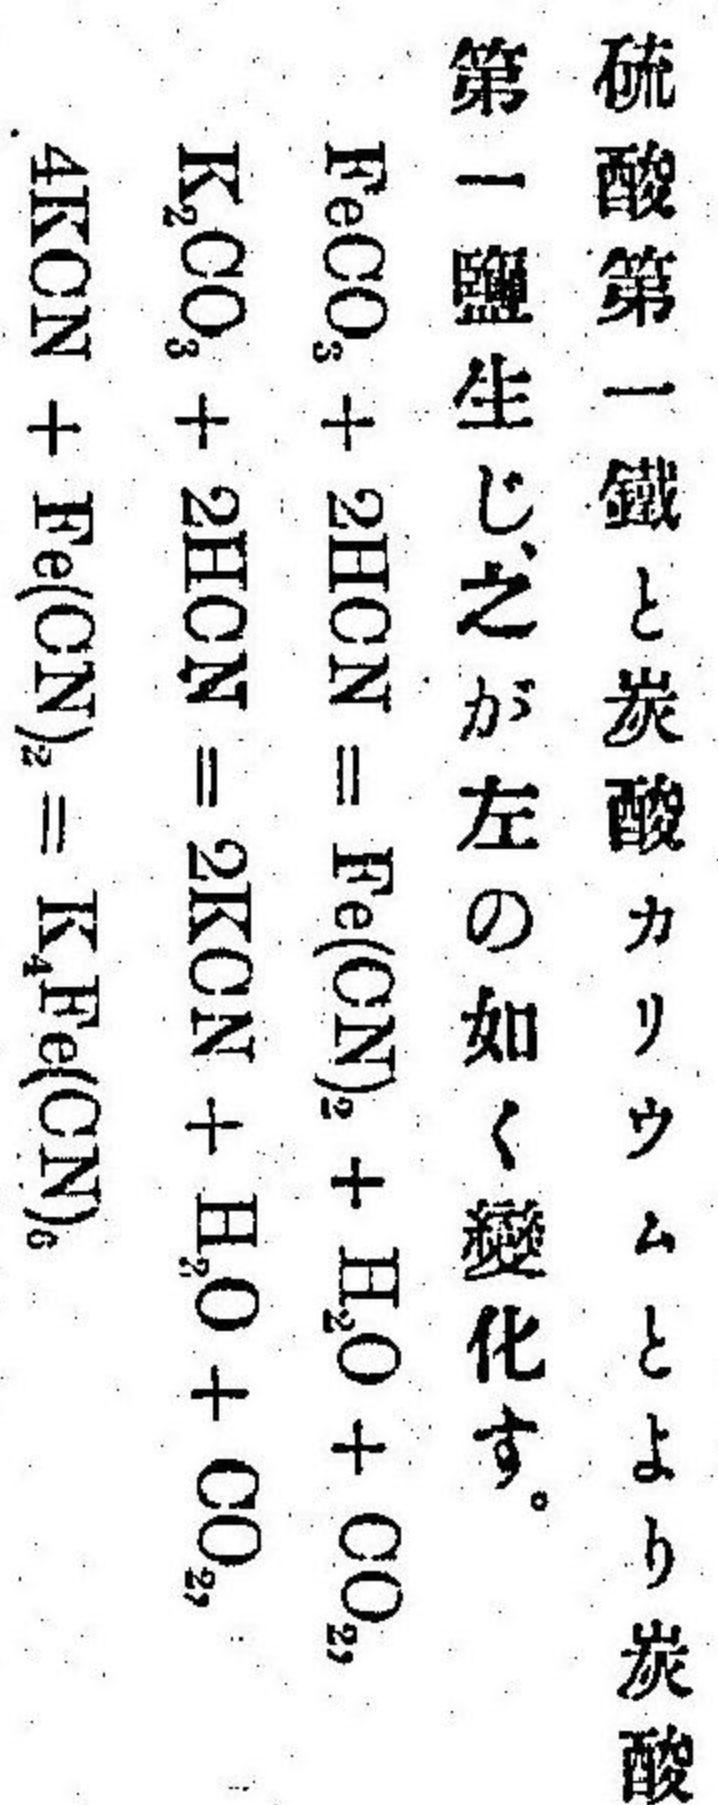 硫酸第一鐵と炭酸カリウムとより炭酸
第一鹽生じ、之が左の如く變化す。
FeCO₃ + 2HCN = Fe(CN)₂ + H₂O + CO₂,
K₂CO₃ + 2HCN = 2KCN + H₂O + CO₂,
4KCN + Fe(CN)₂ = K₄Fe(CN)₆